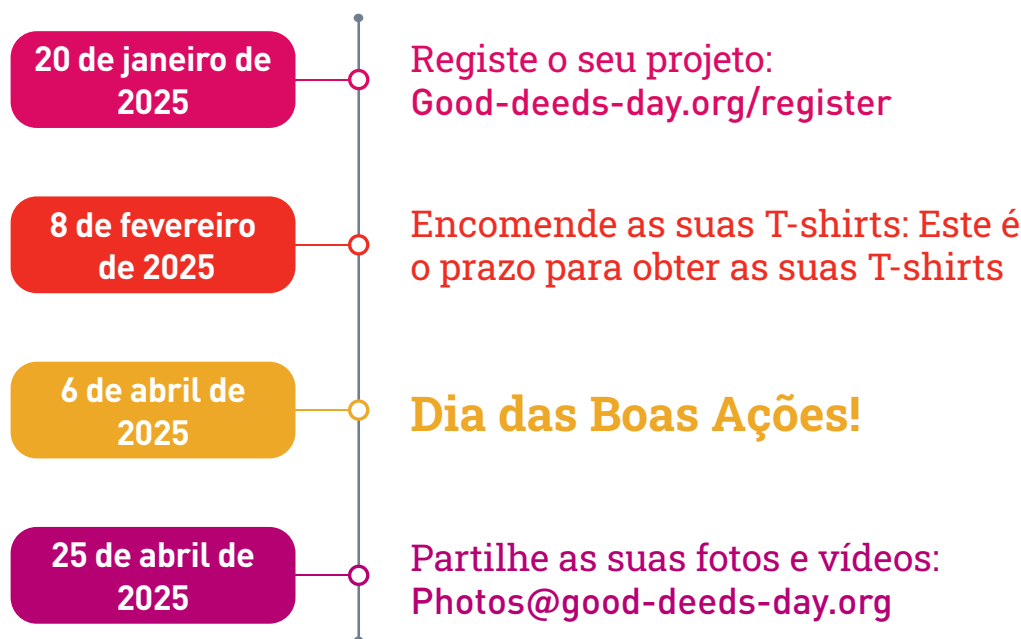 20 de janeiro de
2025
Registe o seu projeto:
Good-deeds-day.org/register
8 de fevereiro
de 2025
Encomende as suas T-shirts: Este é
o prazo para obter as suas T-shirts
6 de abril de
2025
Dia das Boas Ações!
25 de abril de
2025
Partilhe as suas fotos e vídeos:
Photos@good-deeds-day.org